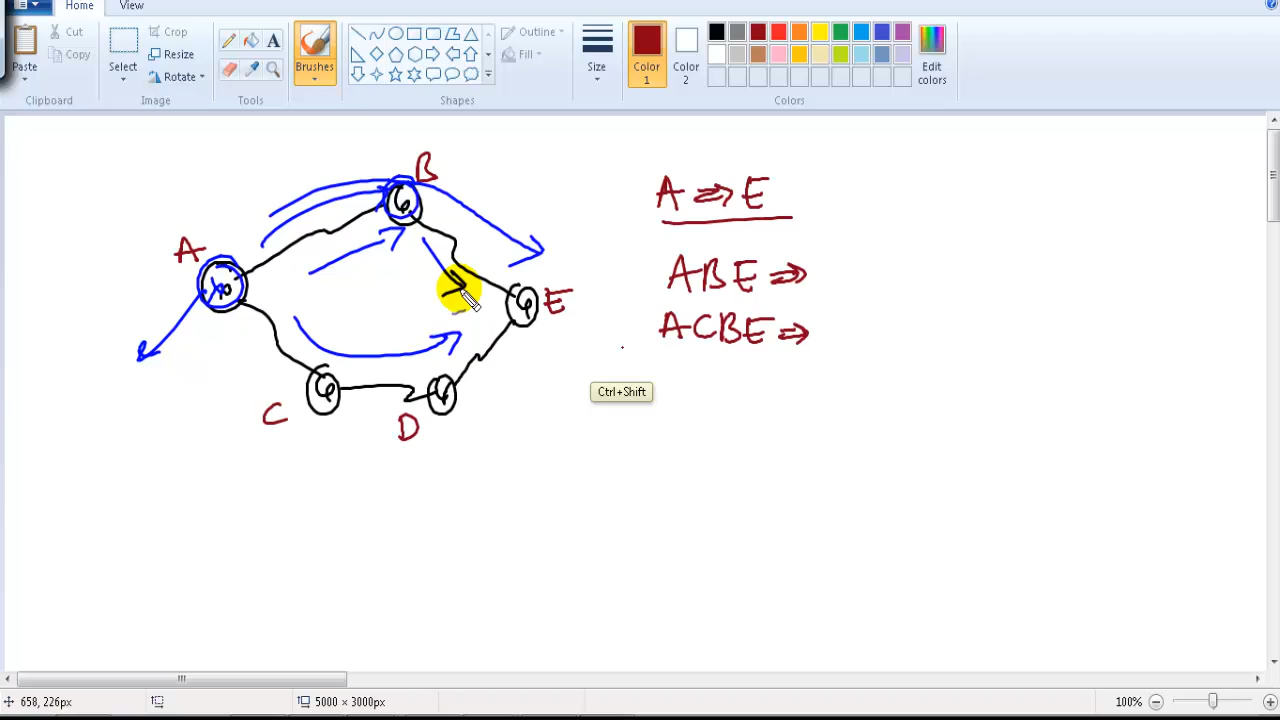 Home View
Paste
Cut
Copy
Clipboard
Select
Crop
Resize
Rotate
Image
A
Tools
Brushes
Shapes
Outline
Fill
Size
Color 1
Color 2
Edit colors
Colors
B
A
E
C
D
A ⇒ E
ABE ⇒
ACBE ⇒
Ctrl+Shift
658, 226px
5000 × 3000px
100%